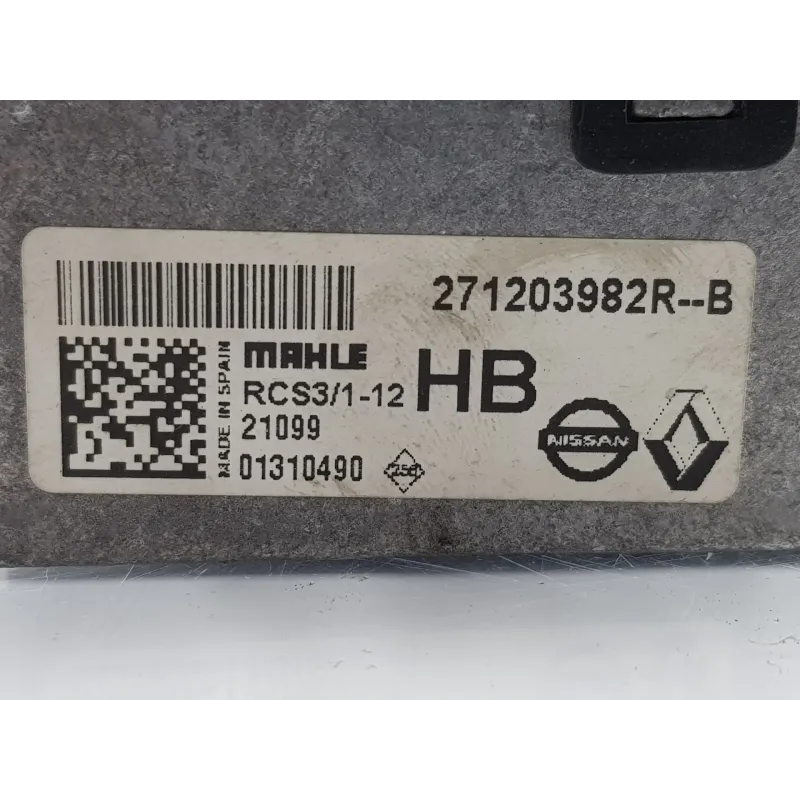 271203982R--B
MAHLE
HB
RCS3/1-12
21099
01310490
MADE IN SPAIN
NISSAN